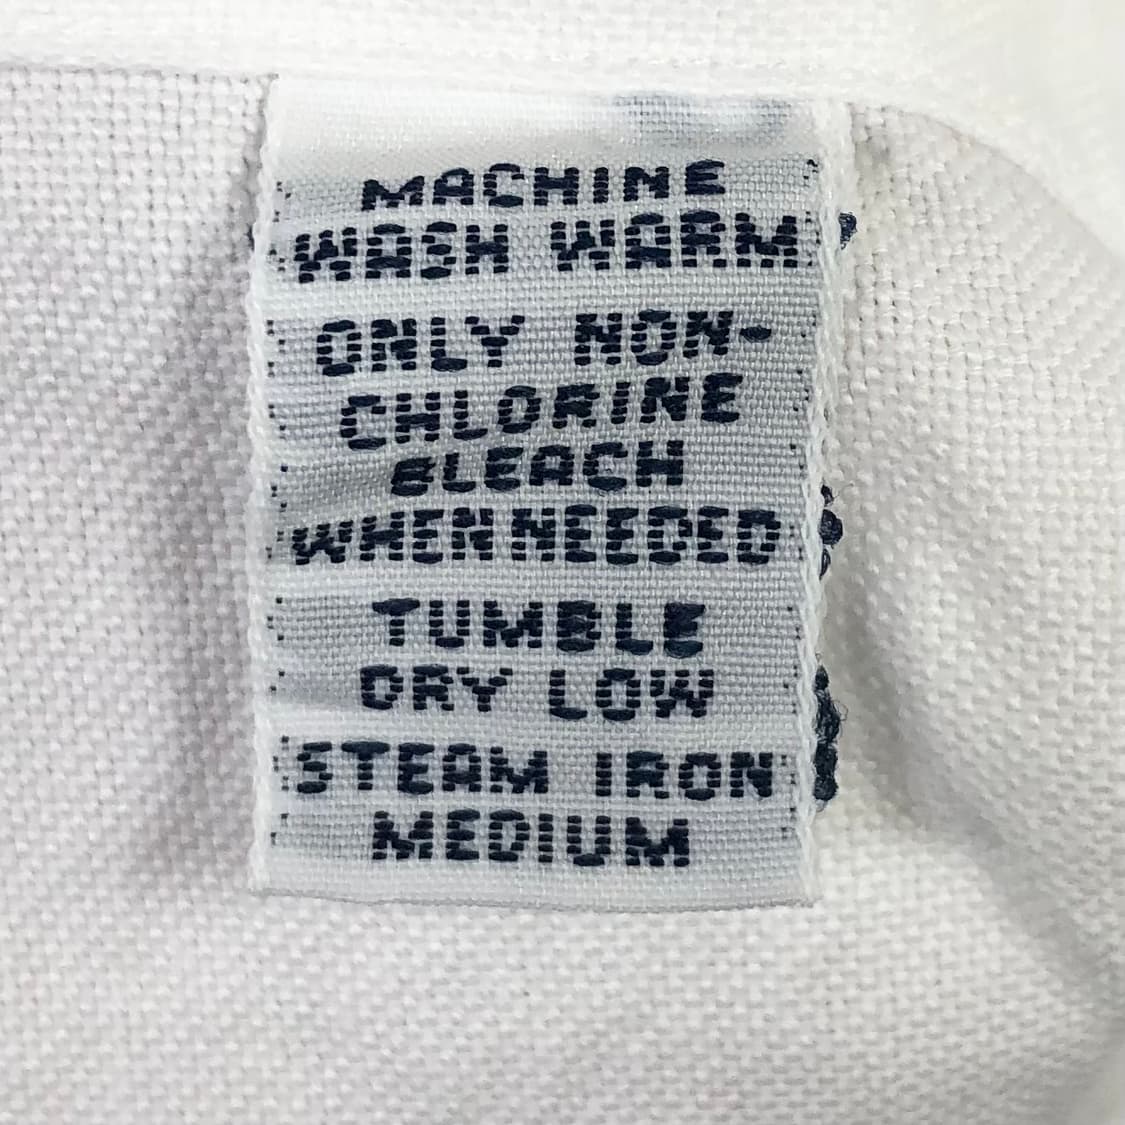 MACHINE
WASH WARM
ONLY NON-
CHLORINE
BLEACH
WHEN NEEDED
TUMBLE
DRY LOW
STEAM IRON
MEDIUM